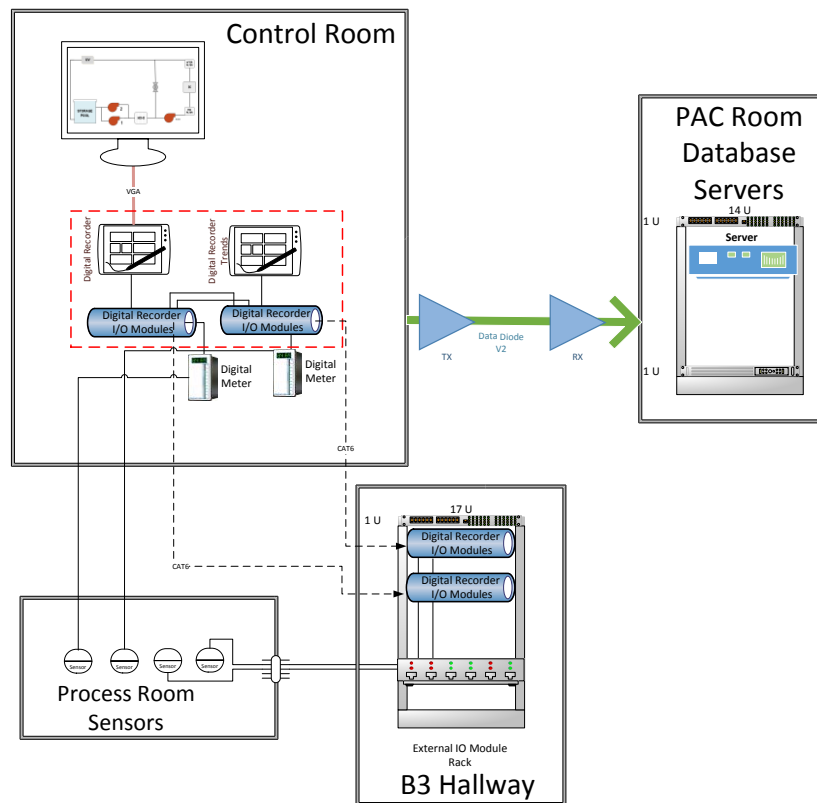 Control Room
VGA
Digital Recorder
Digital Recorder
Trends
Digital Recorder
I/O Modules
Digital Recorder
I/O Modules
Digital
Meter
Digital
Meter
TX
Data Diode
V2
RX
PAC Room
Database
Servers
14 U
1 U
Server
1 U
CAT6
CAT6
17 U
1 U
Digital Recorder
I/O Modules
Digital Recorder
I/O Modules
External IO Module
Rack
B3 Hallway
Sensor
Sensor
Sensor
Sensor
Process Room
Sensors